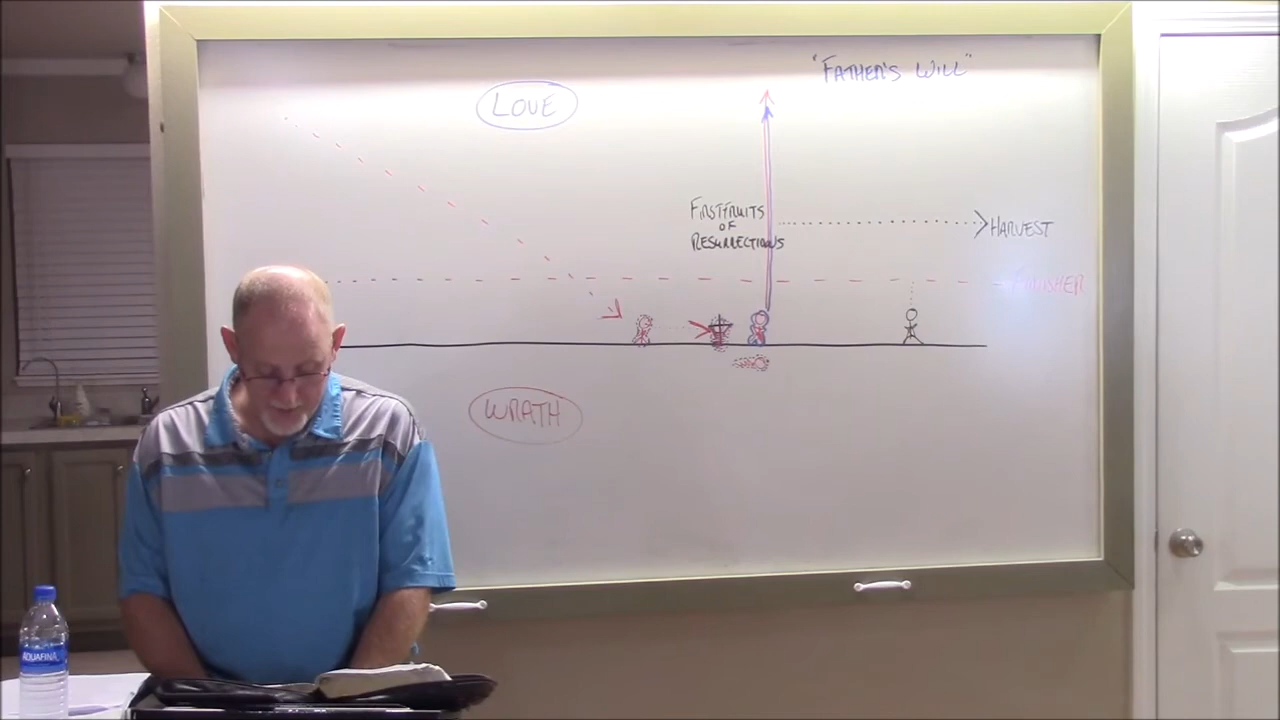 "FATHER'S WILL"
LOVE
FIRSTFRUITS
OF
RESURRECTIONS
HARVEST
WRATH
AQUAFINA